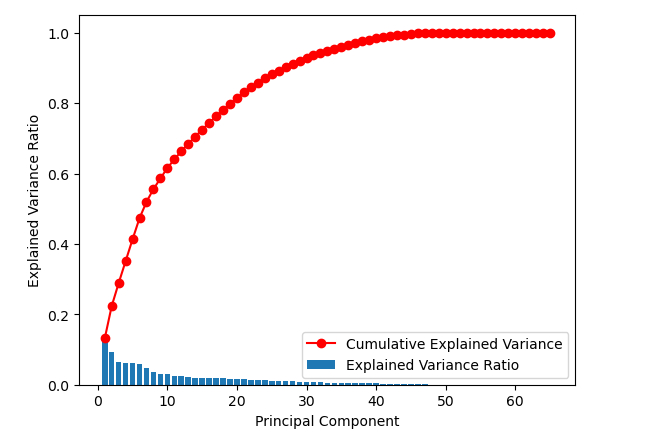 1.0
0.8
0.6
0.4
0.2
0.0
Explained Variance Ratio
Cumulative Explained Variance
Explained Variance Ratio
0 10 20 30 40 50 60
Principal Component